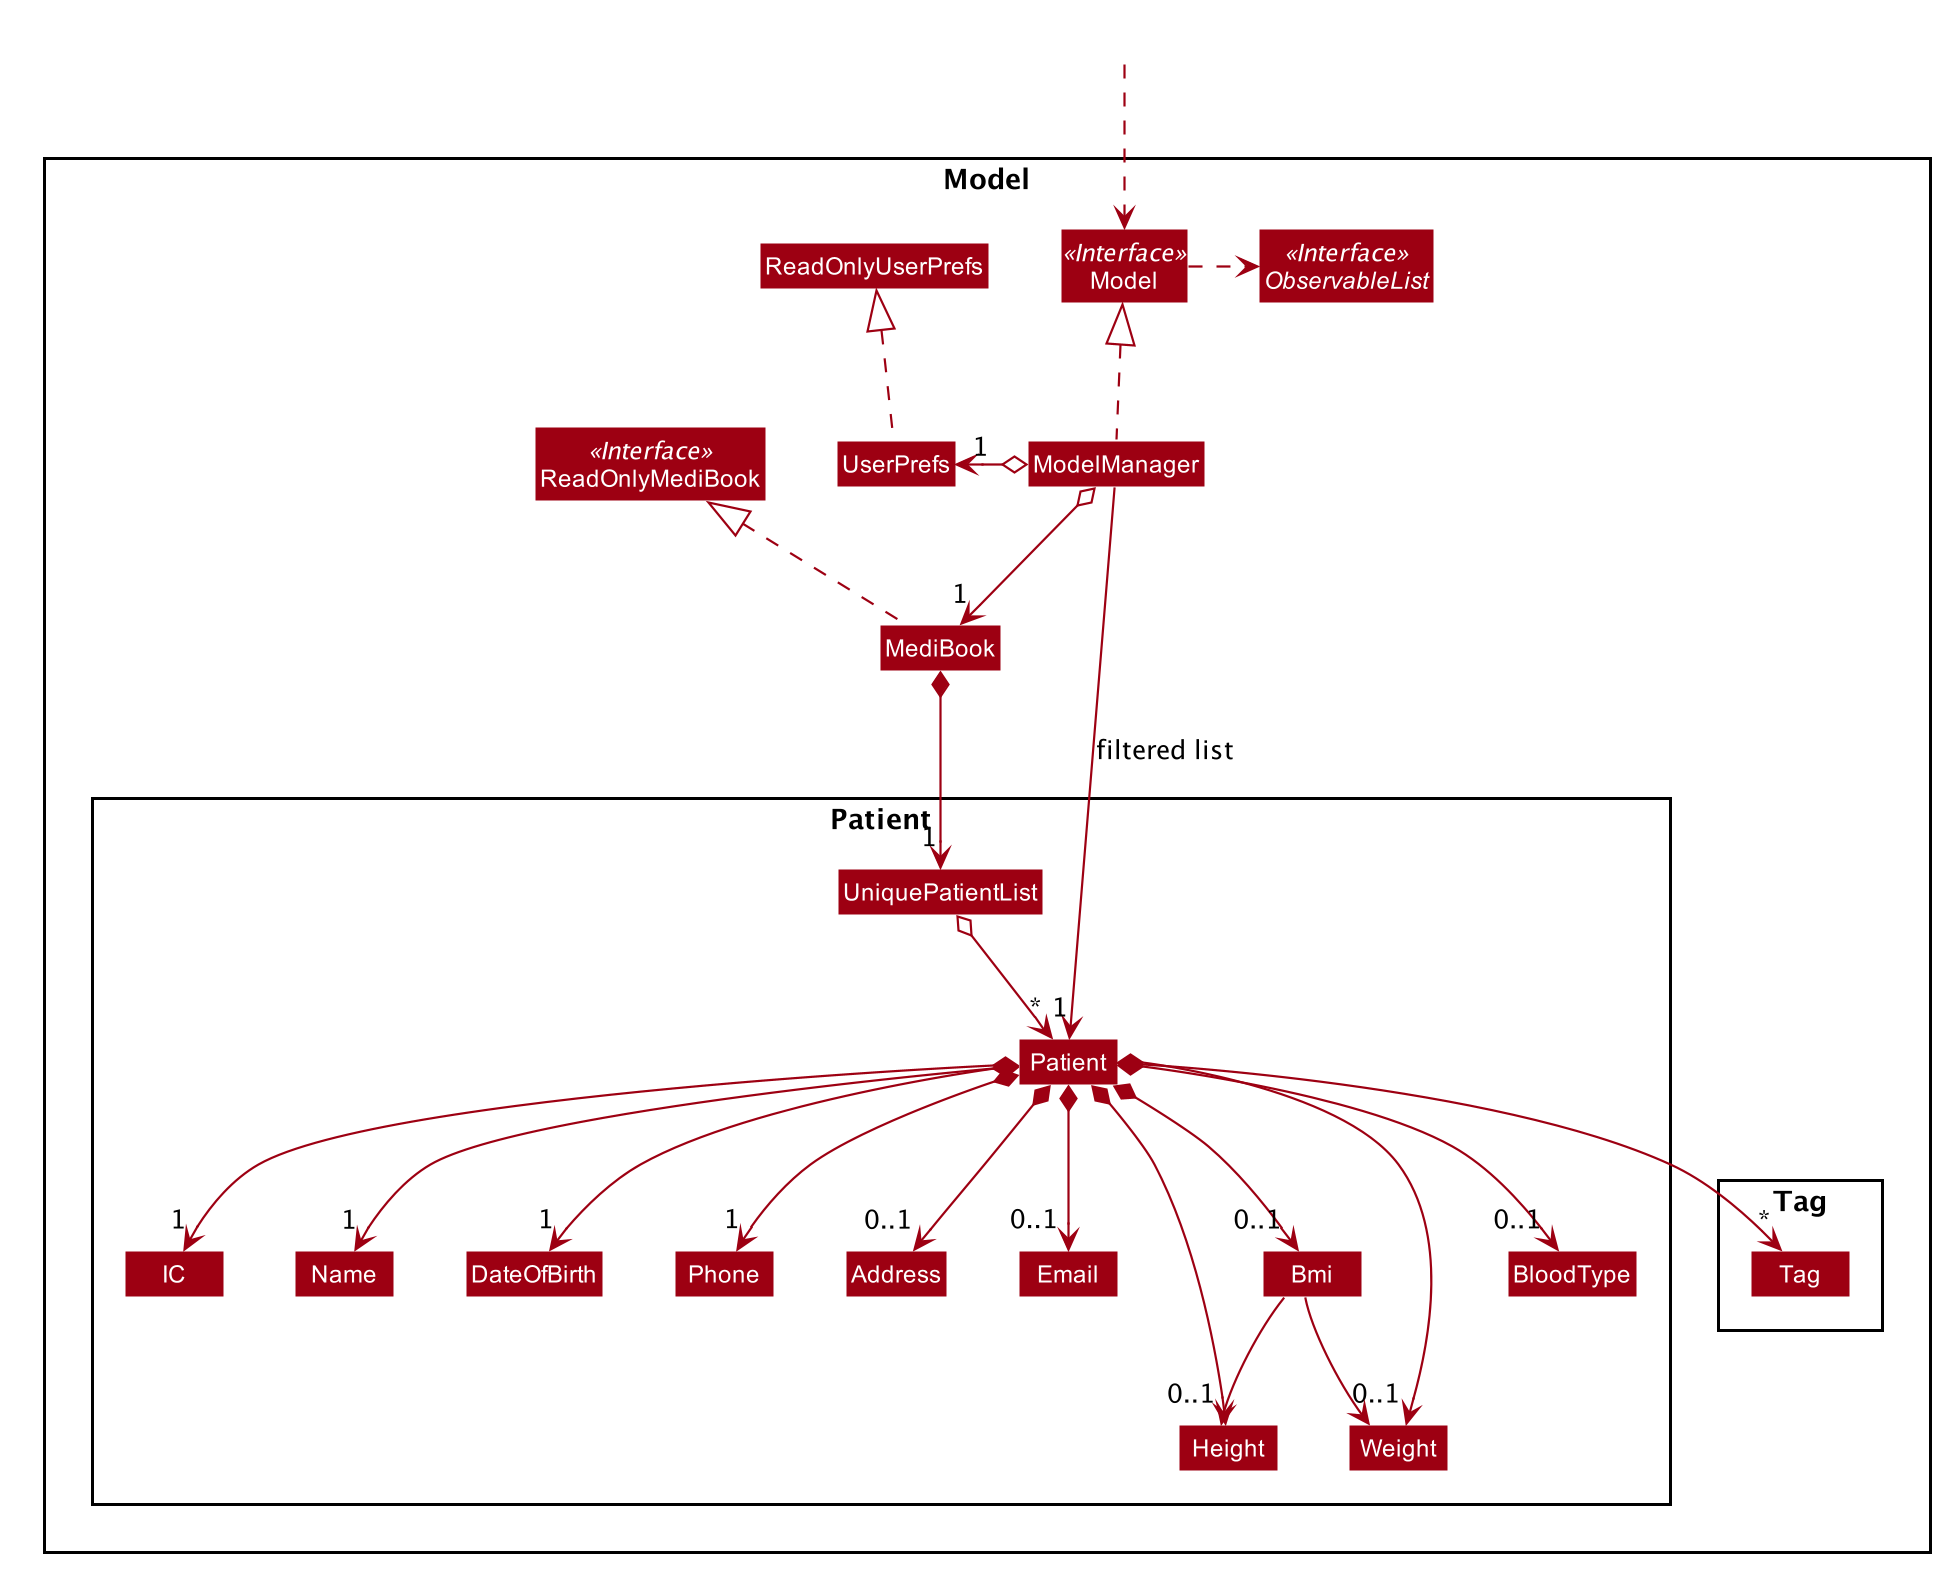 Model
«Interface»
Model
«Interface»
ObservableList
ReadOnlyUserPrefs
«Interface»
ReadOnlyMediBook
UserPrefs
1
ModelManager
1
MediBook
filtered list
Patient
1
UniquePatientList
*
1
Patient
1
1
1
1
0..1
0..1
0..1
0..1
*
Tag
IC
Name
DateOfBirth
Phone
Address
Email
Bmi
BloodType
Tag
0..1
0..1
Height
Weight